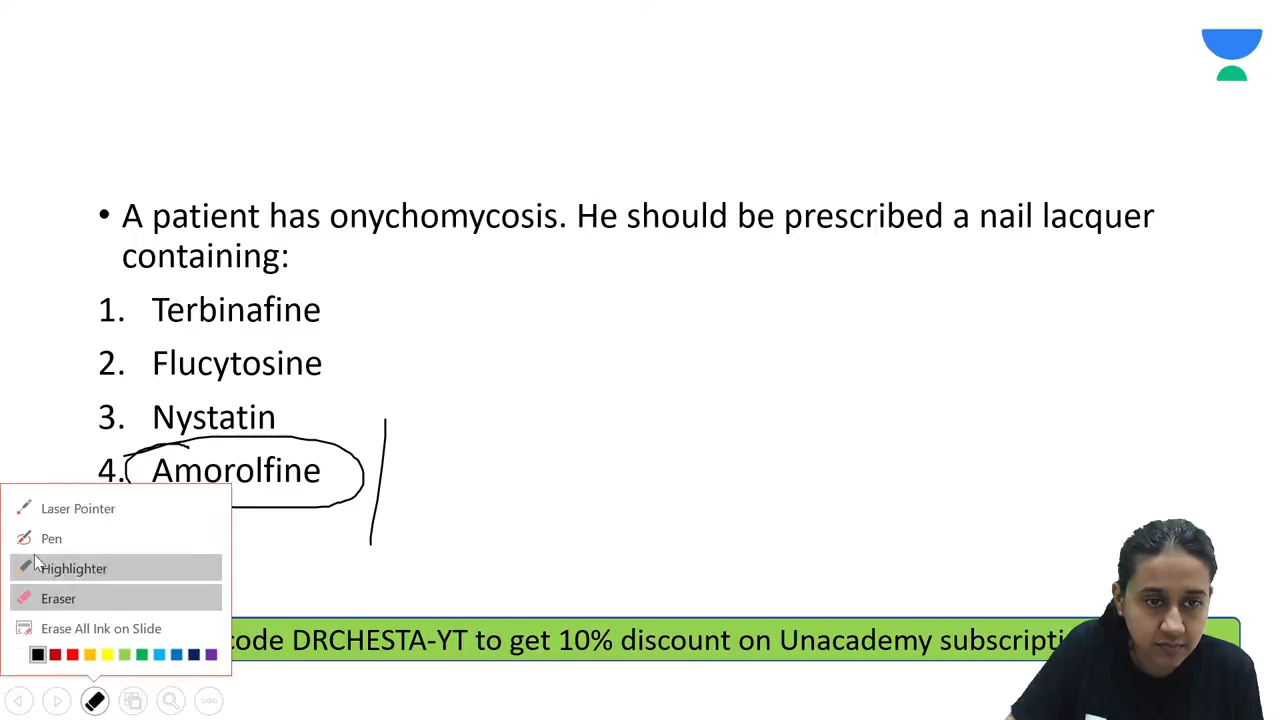 • A patient has onychomycosis. He should be prescribed a nail lacquer
containing:
1. Terbinafine
2. Flucytosine
3. Nystatin
4. Amorolfine
Laser Pointer
Pen
Highlighter
Eraser
Erase All Ink on Slide
code DRCHESTA-YT to get 10% discount on Unacademy